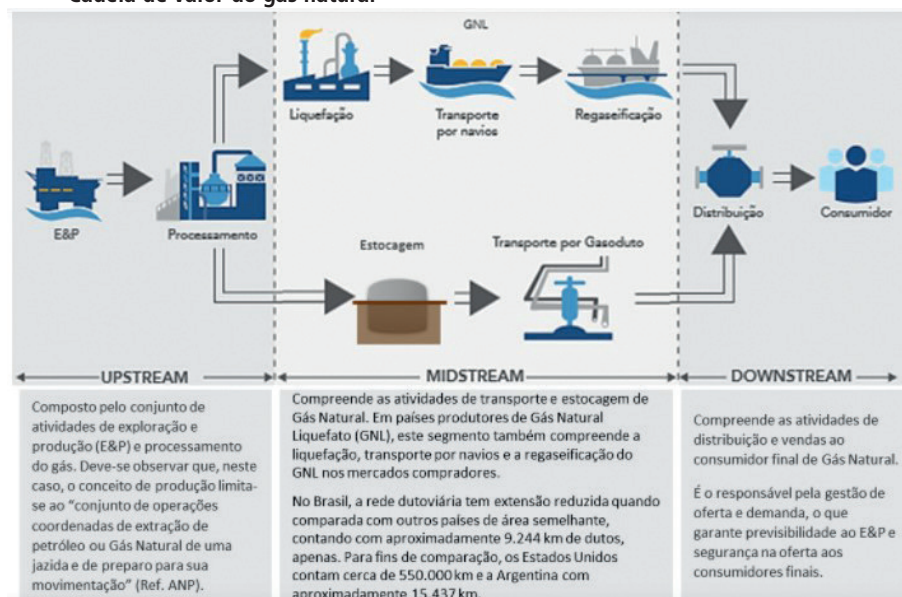 Cadeia de valor do gás natural
GNL
Liquefação
Transporte
por navios
Regaseificação
E&P
Processamento
Distribuição
Consumidor
Estocagem
Transporte por Gasoduto
UPSTREAM
MIDSTREAM
DOWNSTREAM
Composto pelo conjunto de
atividades de exploração e
produção (E&P) e processamento
do gás. Deve-se observar que, neste
caso, o conceito de produção limita-
se ao “conjunto de operações
coordenadas de extração de
petróleo ou Gás Natural de uma
jazida e de preparo para sua
movimentação” (Ref. ANP).
Compreende as atividades de transporte e estocagem de
Gás Natural. Em países produtores de Gás Natural
Liquefato (GNL), este segmento também compreende a
liquefação, transporte por navios e a regaseificação do
GNL nos mercados compradores.
No Brasil, a rede dutoviária tem extensão reduzida quando
comparada com outros países de área semelhante,
contando com aproximadamente 9.244 km de dutos,
apenas. Para fins de comparação, os Estados Unidos
contam cerca de 550.000 km e a Argentina com
aproximadamente 15.437 km.
Compreende as atividades de
distribuição e vendas ao
consumidor final de Gás Natural.
É o responsável pela gestão de
oferta e demanda, o que
garante previsibilidade ao E&P e
segurança na oferta aos
consumidores finais.